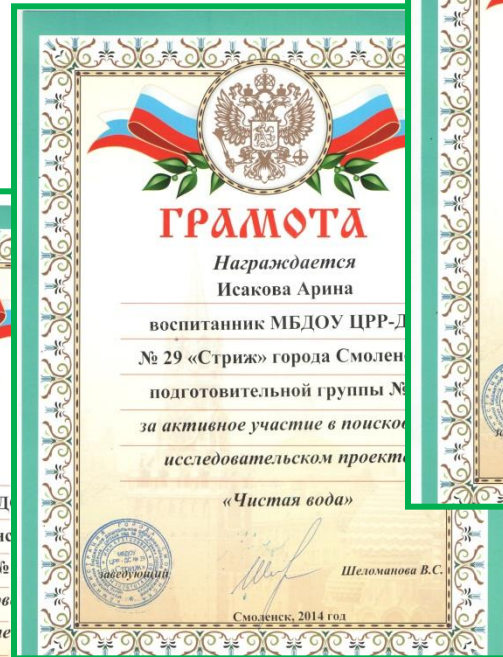 ГРАМОТА
Награждается
Исакова Арина
воспитанник МБДОУ ЦРР-Д
№ 29 «Стриж» города Смолен
подготовительной группы №
за активное участие в поиско
исследовательском проект
«Чистая вода»
заведующий
Шеломанова В.С.
Смоленск, 2014 год